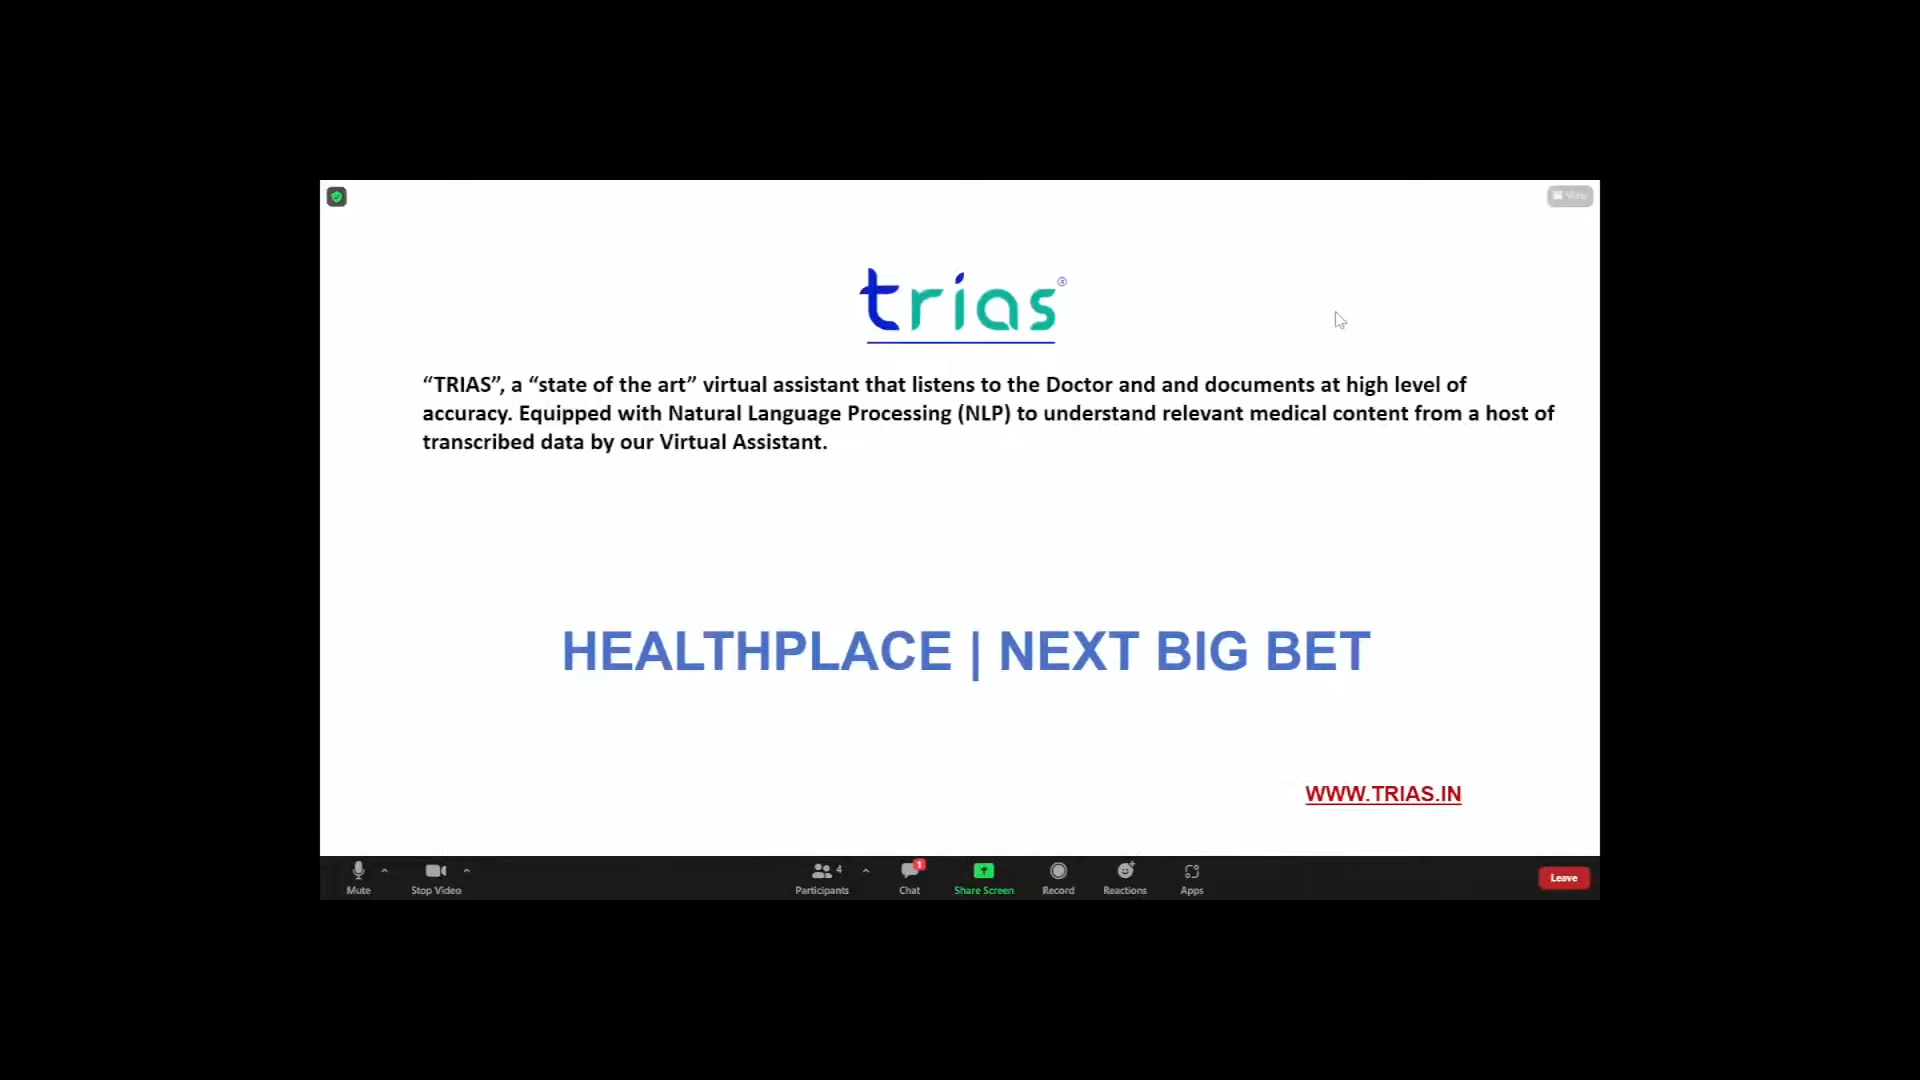 View
trias®
“TRIAS”, a “state of the art” virtual assistant that listens to the Doctor and and documents at high level of
accuracy. Equipped with Natural Language Processing (NLP) to understand relevant medical content from a host of
transcribed data by our Virtual Assistant.
HEALTHPLACE | NEXT BIG BET
WWW.TRIAS.IN
Mute
Stop Video
4
Participants
1
Chat
Share Screen
Record
Reactions
Apps
Leave